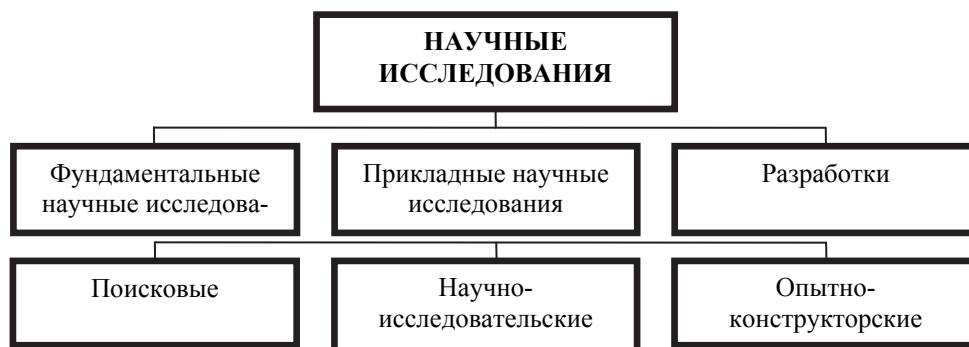 НАУЧНЫЕ
ИССЛЕДОВАНИЯ
Фундаментальные
научные исследова-
Прикладные научные
исследования
Разработки
Поисковые
Научно-
исследовательские
Опытно-
конструкторские